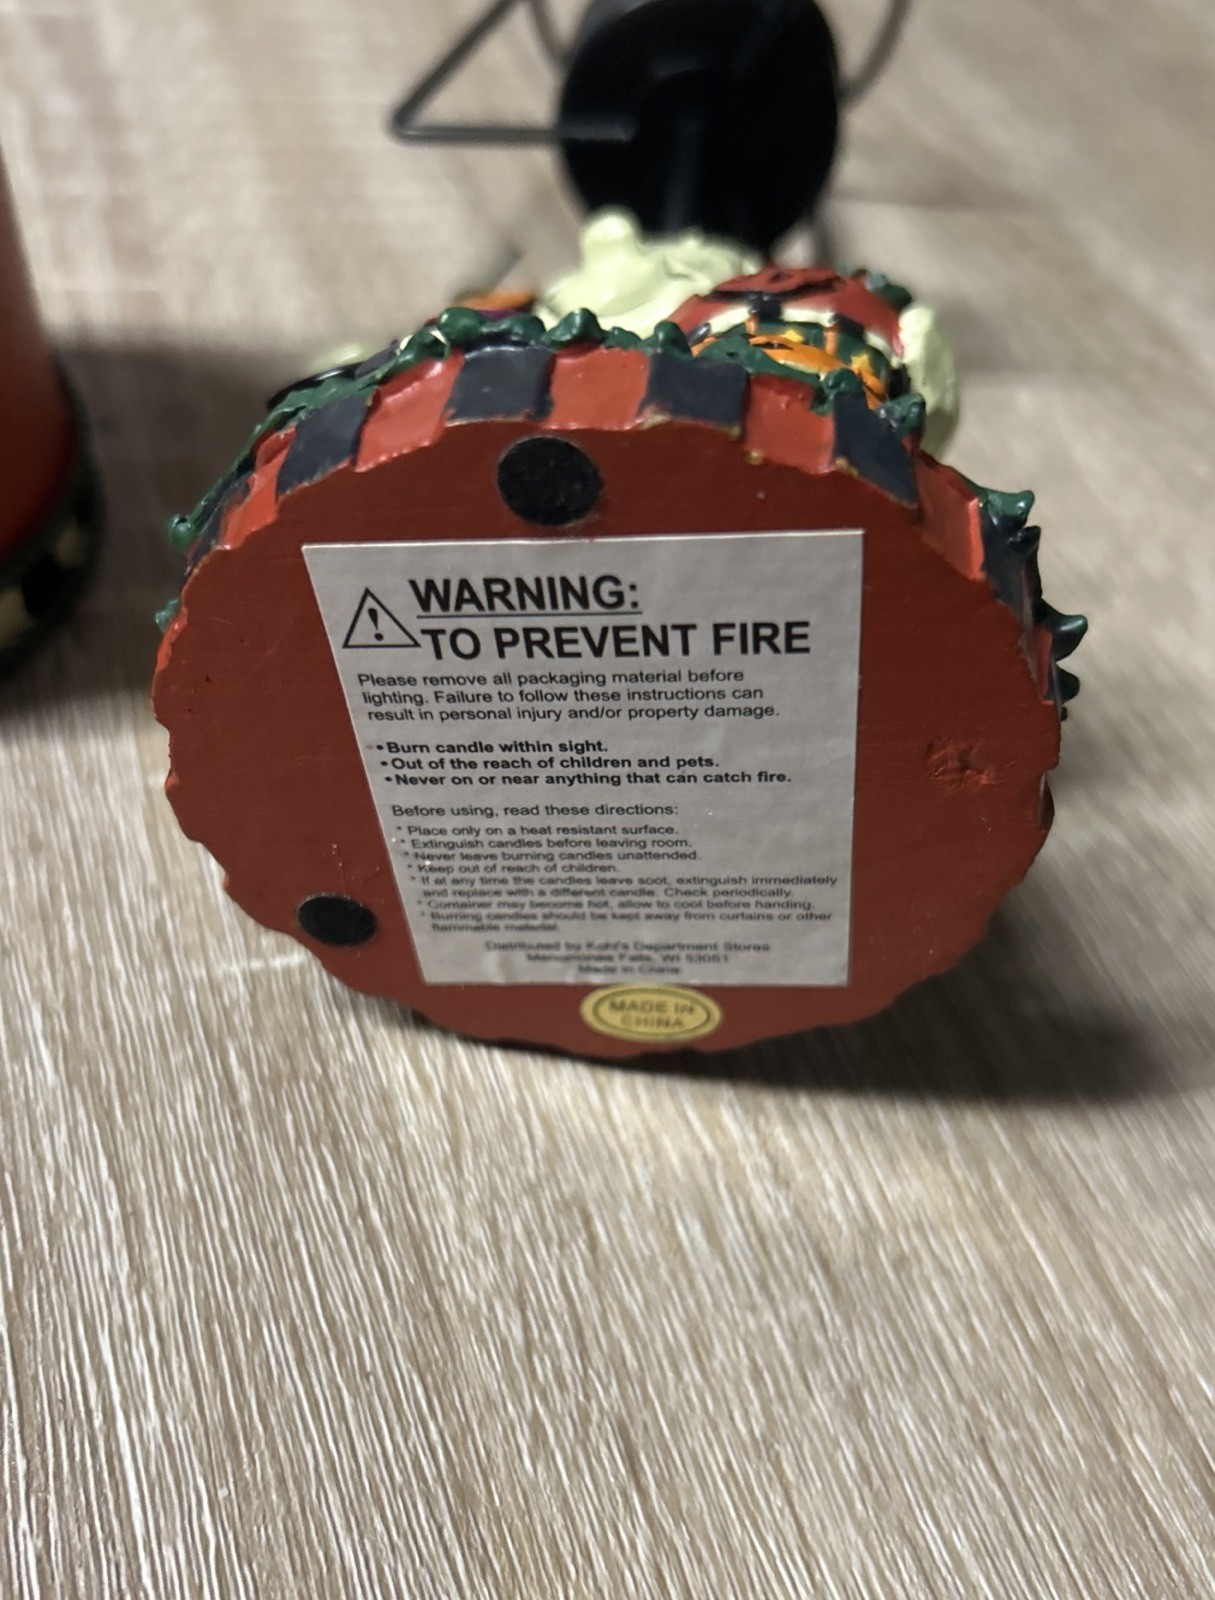 WARNING:
TO PREVENT FIRE
Please remove all packaging material before
lighting. Failure to follow these instructions can
result in personal injury and/or property damage.
• Burn candle within sight.
• Out of the reach of children and pets.
• Never on or near anything that can catch fire.
Before using, read these directions:
* Place only on a heat resistant surface.
* Extinguish candles before leaving room.
* Never leave burning candles unattended.
* Keep out of reach of children.
* If at any time the candles leave soot, extinguish immediately
and replace with a different candle. Check periodically.
* Container may become hot, allow to cool before handing.
* Burning candles should be kept away from curtains or other
flammable material.
Distributed by Kohl's Department Stores
Menomonee Falls, WI 53051
Made in China
MADE IN
CHINA